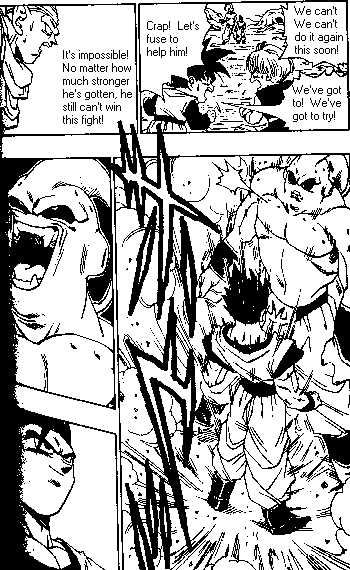 We can't
We can't
do it again
this soon!
Crap! Let's
fuse to
help him!
We've got
to! We've
got to try!
It's impossible!
No matter how
much stronger
he's gotten, he
still can't win
this fight!